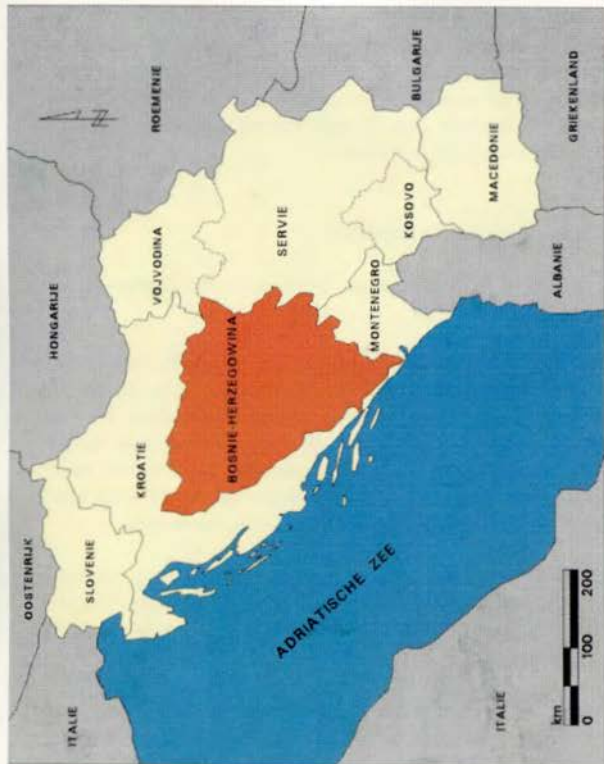 OOSTENRIJK
HONGARIJE
ROEMENIE
SLOVENIE
KROATIE
VOJVODINA
ITALIE
BOSNIE-HERZEGOWINA
SERVIE
BULGARIJE
ADRIATISCHE ZEE
MONTENEGRO
KOSOVO
MACEDONIE
ALBANIE
GRIEKENLAND
ITALIE
km
0 100 200
N